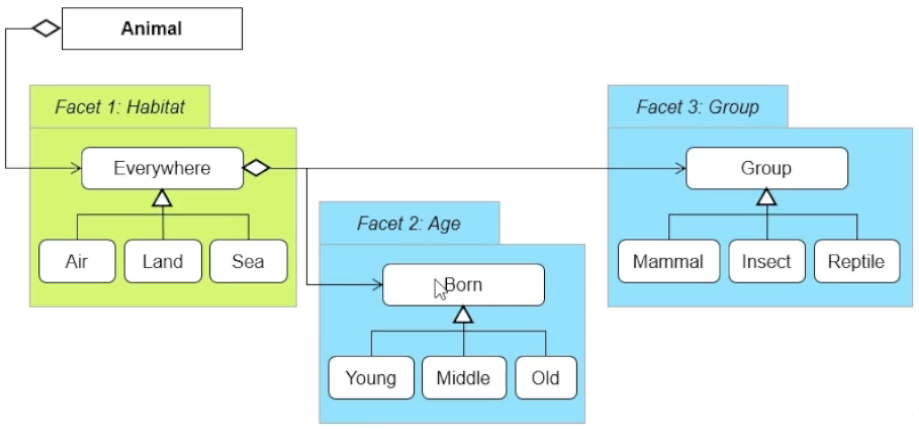 Animal
Facet 1: Habitat
Everywhere
Air
Land
Sea
Facet 2: Age
Born
Young
Middle
Old
Facet 3: Group
Group
Mammal
Insect
Reptile